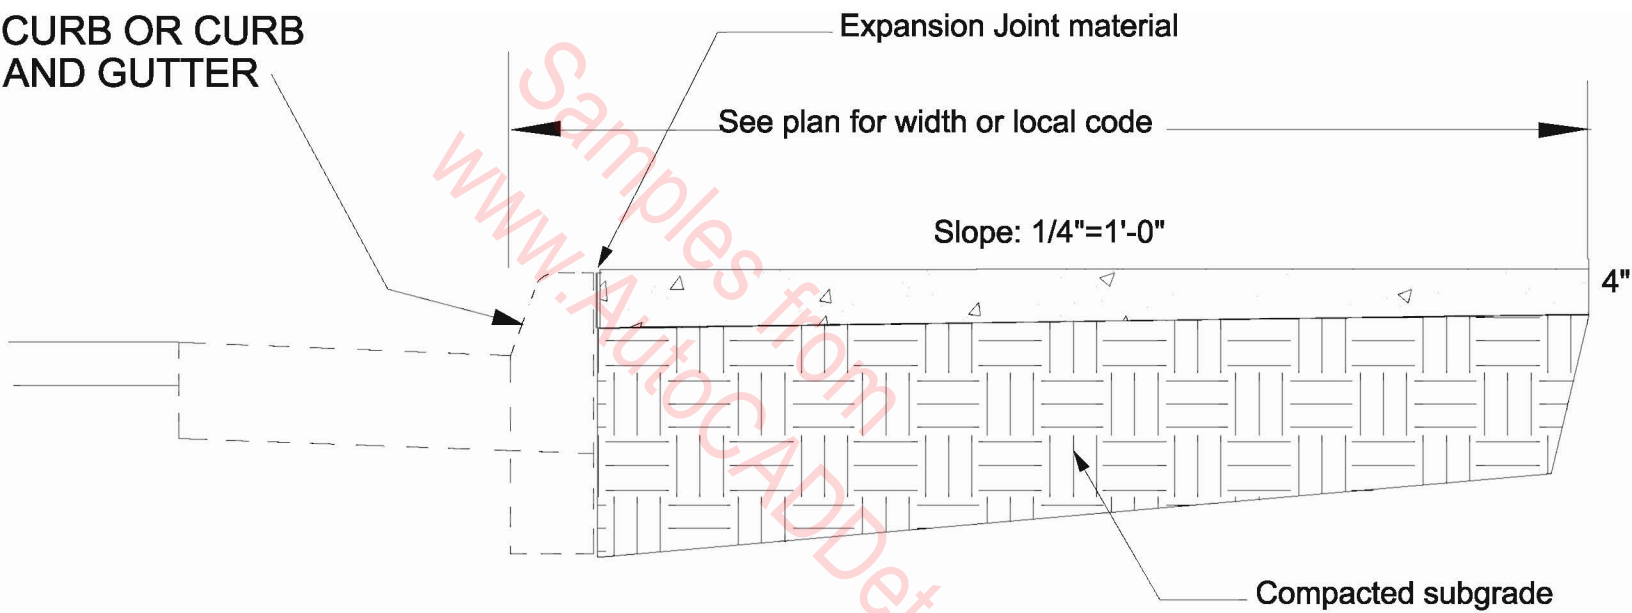 CURB OR CURB
AND GUTTER
Expansion Joint material
See plan for width or local code
Slope: 1/4"=1'-0"
4"
Samples from
www.AutoCADDet
Compacted subgrade